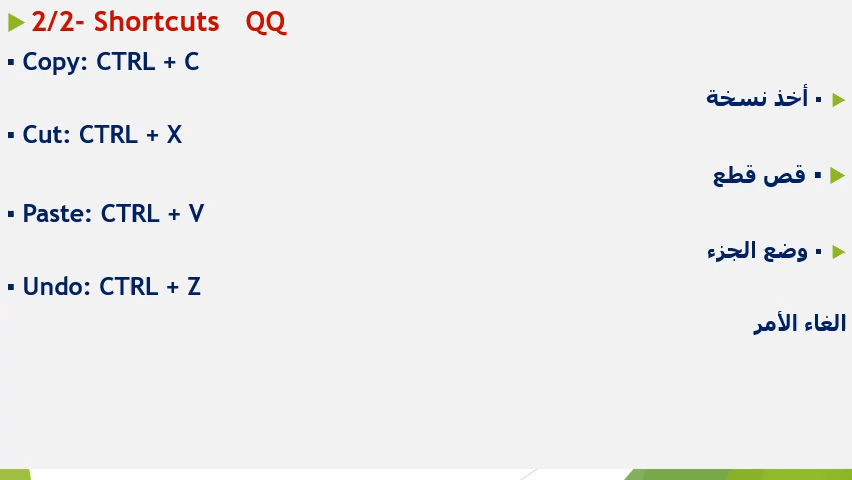 2/2- Shortcuts QQ
▪ Copy: CTRL + C
▪ أخذ نسخة
▪ Cut: CTRL + X
▪ قص قطع
▪ Paste: CTRL + V
▪ وضع الجزء
▪ Undo: CTRL + Z
الغاء الأمر